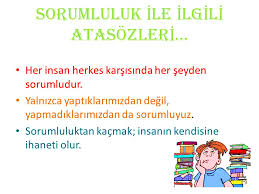 SORUMLULUK İLE İLGİLİ
ATASÖZLERİ...
• Her insan herkes karşısında her şeyden
sorumludur.
• Yalnızca yaptıklarımızdan değil,
yapmadıklarımızdan da sorumluyuz.
• Sorumluluktan kaçmak; insanın kendisine
ihaneti olur.